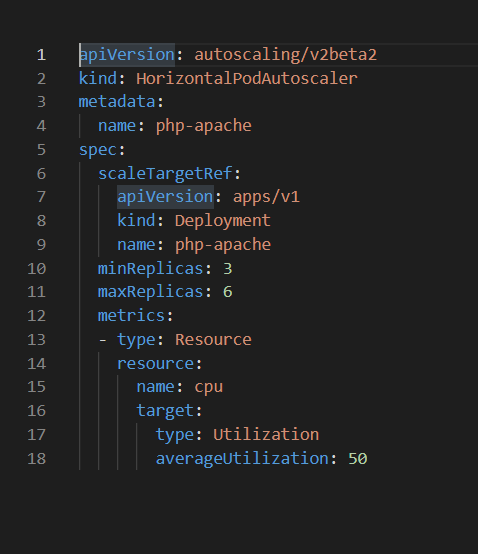 1 apiVersion: autoscaling/v2beta2
2 kind: HorizontalPodAutoscaler
3 metadata:
4   name: php-apache
5 spec:
6   scaleTargetRef:
7     apiVersion: apps/v1
8     kind: Deployment
9     name: php-apache
10   minReplicas: 3
11   maxReplicas: 6
12   metrics:
13   - type: Resource
14     resource:
15       name: cpu
16       target:
17         type: Utilization
18         averageUtilization: 50